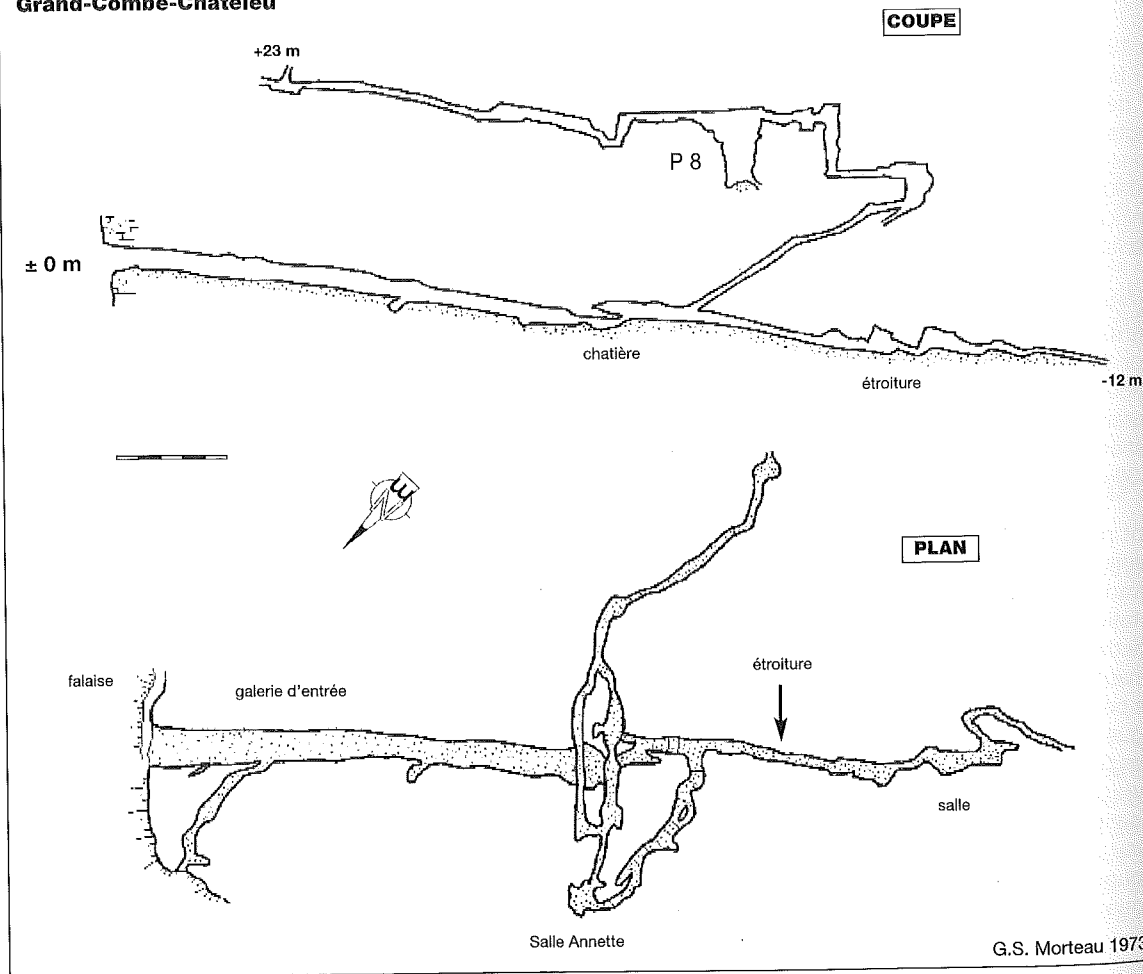 Grand-Combe-Châteleu
COUPE
+23 m
P 8
± 0 m
chatière
étroiture
-12 m
PLAN
étroiture
falaise
galerie d'entrée
salle
Salle Annette
G.S. Morteau 1973